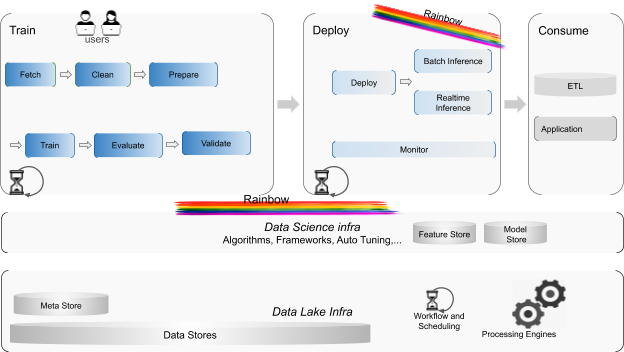 Train
users
Fetch
Clean
Prepare
Train
Evaluate
Validate
Deploy
Rainbow
Deploy
Batch Inference
Realtime
Inference
Monitor
Consume
ETL
Application
Rainbow
Data Science infra
Algorithms, Frameworks, Auto Tuning,...
Feature Store
Model
Store
Meta Store
Data Lake Infra
Data Stores
Workflow and
Scheduling
Processing Engines